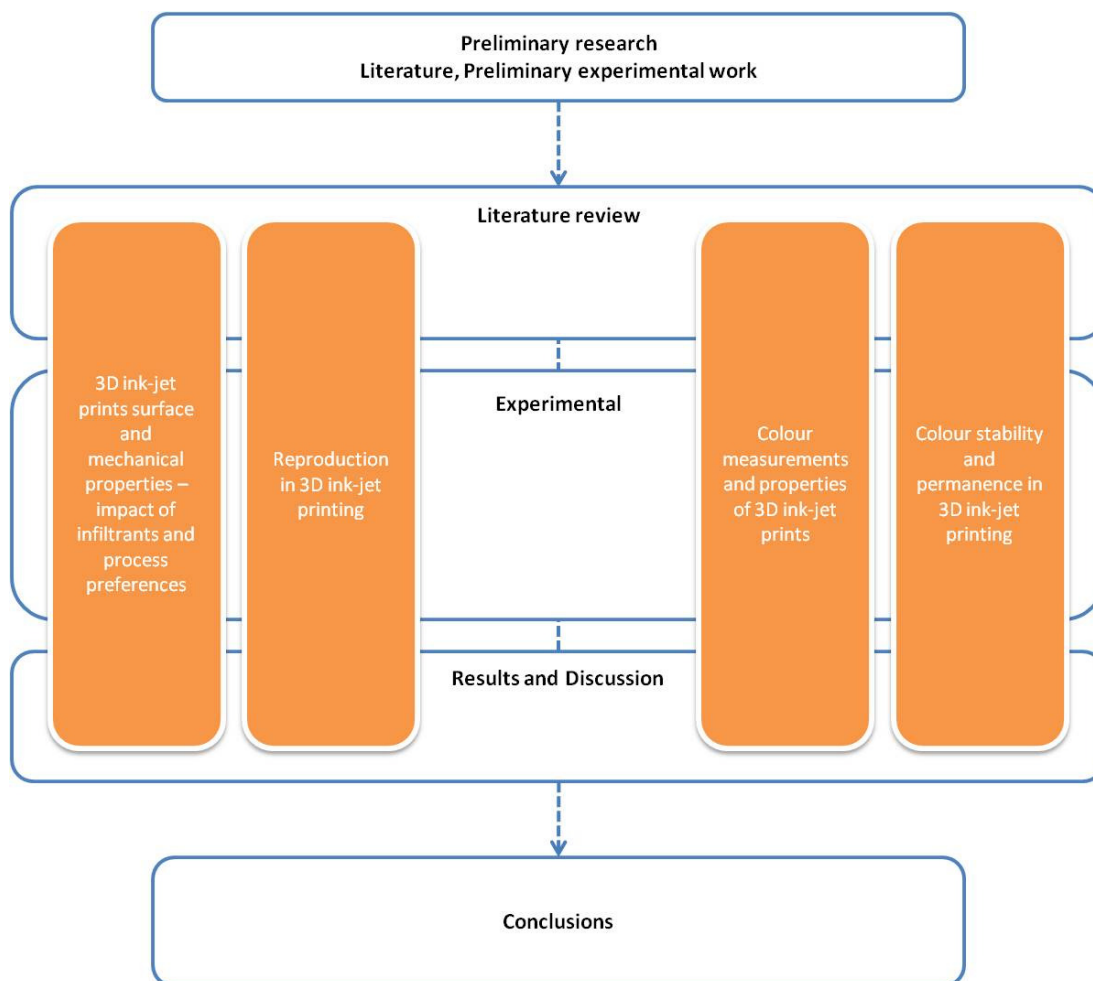 Preliminary research
Literature, Preliminary experimental work
Literature review
3D ink-jet
prints surface
and
mechanical
properties –
impact of
infiltrants and
process
preferences
Reproduction
in 3D ink-jet
printing
Experimental
Colour
measurements
and properties
of 3D ink-jet
prints
Colour stability
and
permanence in
3D ink-jet
printing
Results and Discussion
Conclusions